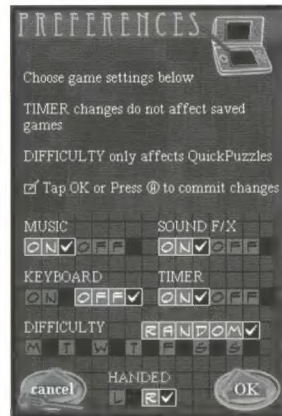 PREFERENCES
Choose game settings below
TIMER changes do not affect saved
games
DIFFICULTY only affects QuickPuzzles
Tap OK or Press Ⓐ to commit changes
MUSIC SOUND F/X
ON OFF ON OFF
KEYBOARD TIMER
ON OFF ON OFF
DIFFICULTY RANDOM
M T W T F S S
HANDED
cancel L R OK